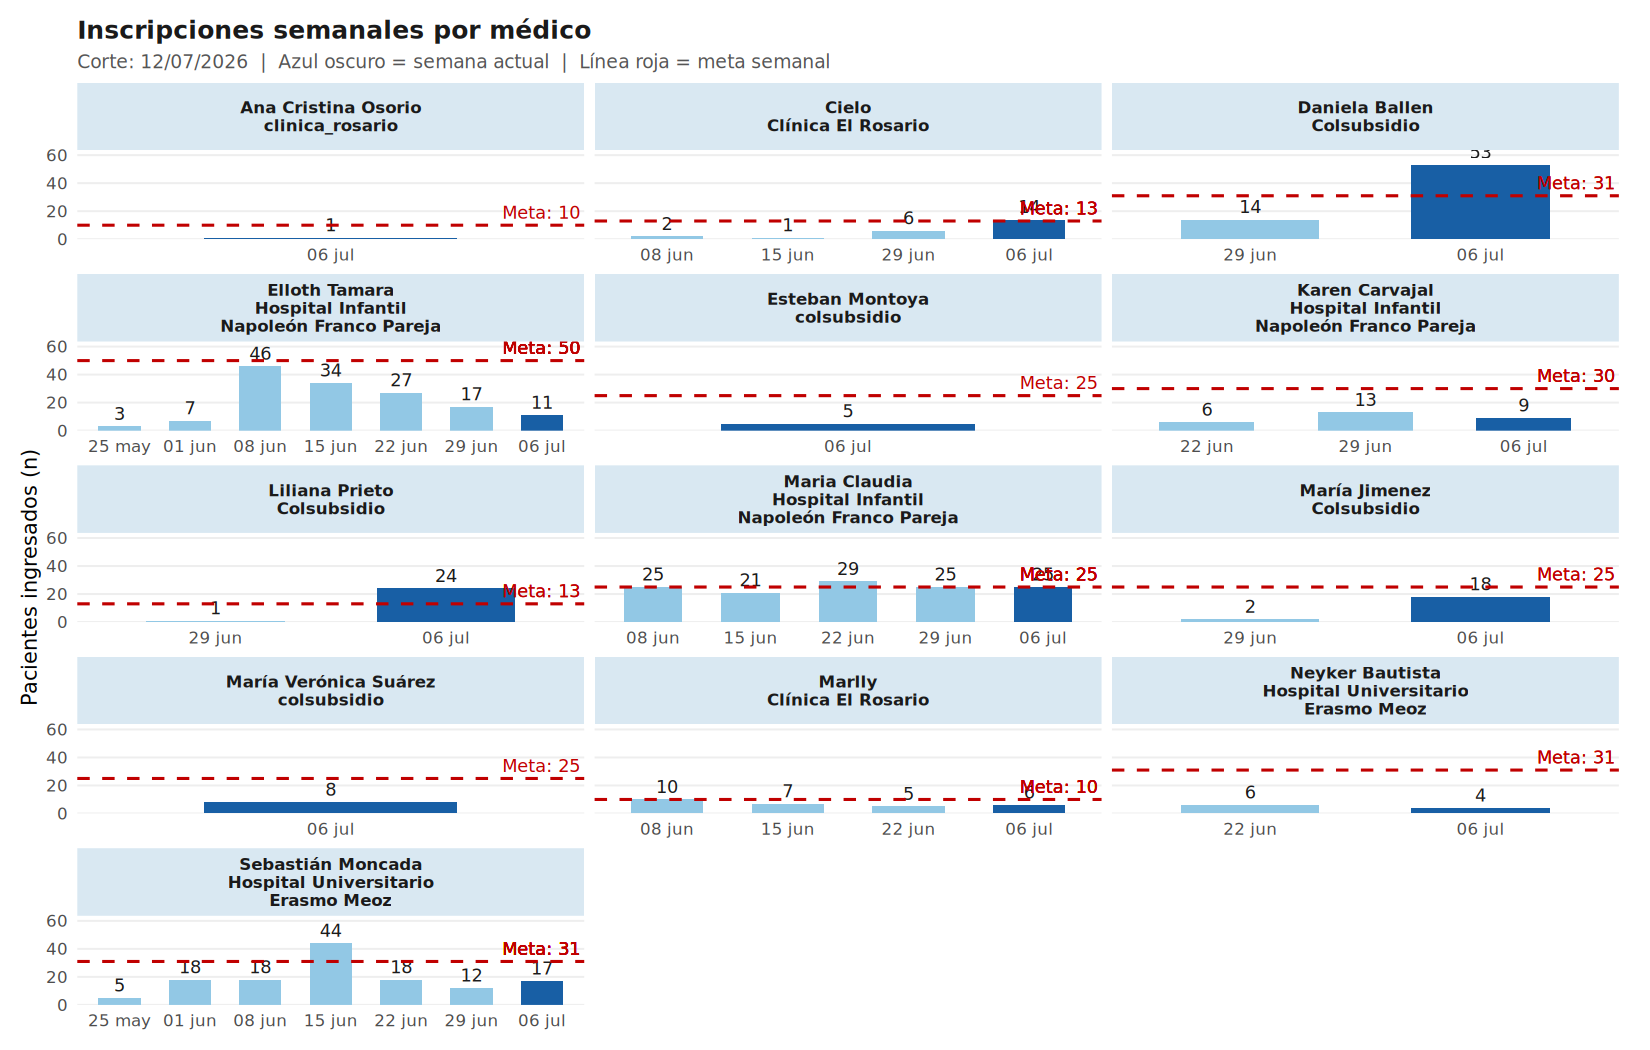 Inscripciones semanales por médico
Corte: 12/07/2026 | Azul oscuro = semana actual | Línea roja = meta semanal
Pacientes ingresados (n)
Ana Cristina Osorio
clinica_rosario
60
40
20
0
Meta: 10
1
06 jul
Cielo
Clínica El Rosario
Meta: 13
2
1
6
14
08 jun
15 jun
29 jun
06 jul
Daniela Ballen
Colsubsidio
53
Meta: 31
14
29 jun
06 jul
Elloth Tamara
Hospital Infantil
Napoleón Franco Pareja
60
40
20
0
Meta: 50
3
7
46
34
27
17
11
25 may
01 jun
08 jun
15 jun
22 jun
29 jun
06 jul
Esteban Montoya
colsubsidio
Meta: 25
5
06 jul
Karen Carvajal
Hospital Infantil
Napoleón Franco Pareja
Meta: 30
6
13
9
22 jun
29 jun
06 jul
Liliana Prieto
Colsubsidio
60
40
20
0
Meta: 13
1
24
29 jun
06 jul
Maria Claudia
Hospital Infantil
Napoleón Franco Pareja
Meta: 25
25
21
29
25
25
08 jun
15 jun
22 jun
29 jun
06 jul
María Jimenez
Colsubsidio
Meta: 25
2
18
29 jun
06 jul
María Verónica Suárez
colsubsidio
60
40
20
0
Meta: 25
8
06 jul
Marlly
Clínica El Rosario
Meta: 10
10
7
5
6
08 jun
15 jun
22 jun
06 jul
Neyker Bautista
Hospital Universitario
Erasmo Meoz
Meta: 31
6
4
22 jun
06 jul
Sebastián Moncada
Hospital Universitario
Erasmo Meoz
60
40
20
0
Meta: 31
5
18
18
44
18
12
17
25 may
01 jun
08 jun
15 jun
22 jun
29 jun
06 jul